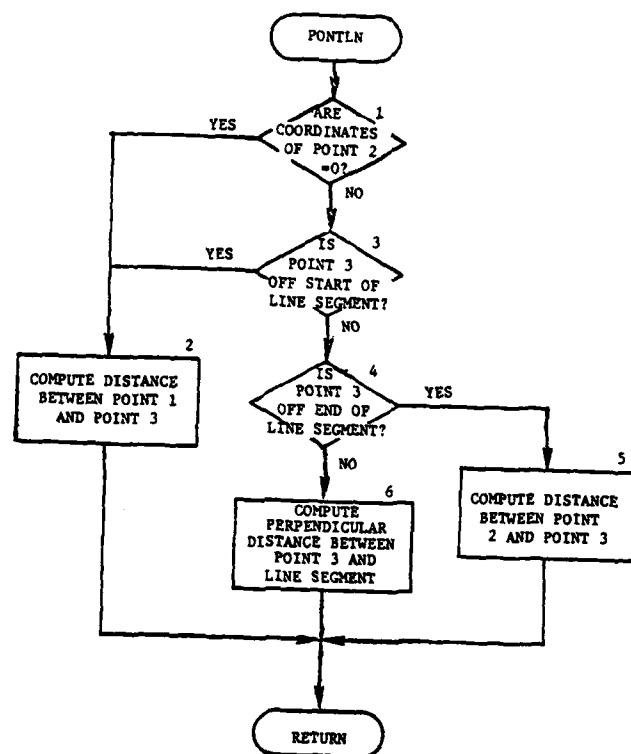 PONTLN
1
ARE
COORDINATES
OF POINT 2
=0?
YES
NO
3
IS
POINT 3
OFF START OF
LINE SEGMENT?
YES
NO
2
COMPUTE DISTANCE
BETWEEN POINT 1
AND POINT 3
4
IS
POINT 3
OFF END OF
LINE SEGMENT?
YES
NO
5
COMPUTE DISTANCE
BETWEEN POINT
2 AND POINT 3
6
COMPUTE
PERPENDICULAR
DISTANCE BETWEEN
POINT 3 AND
LINE SEGMENT
RETURN